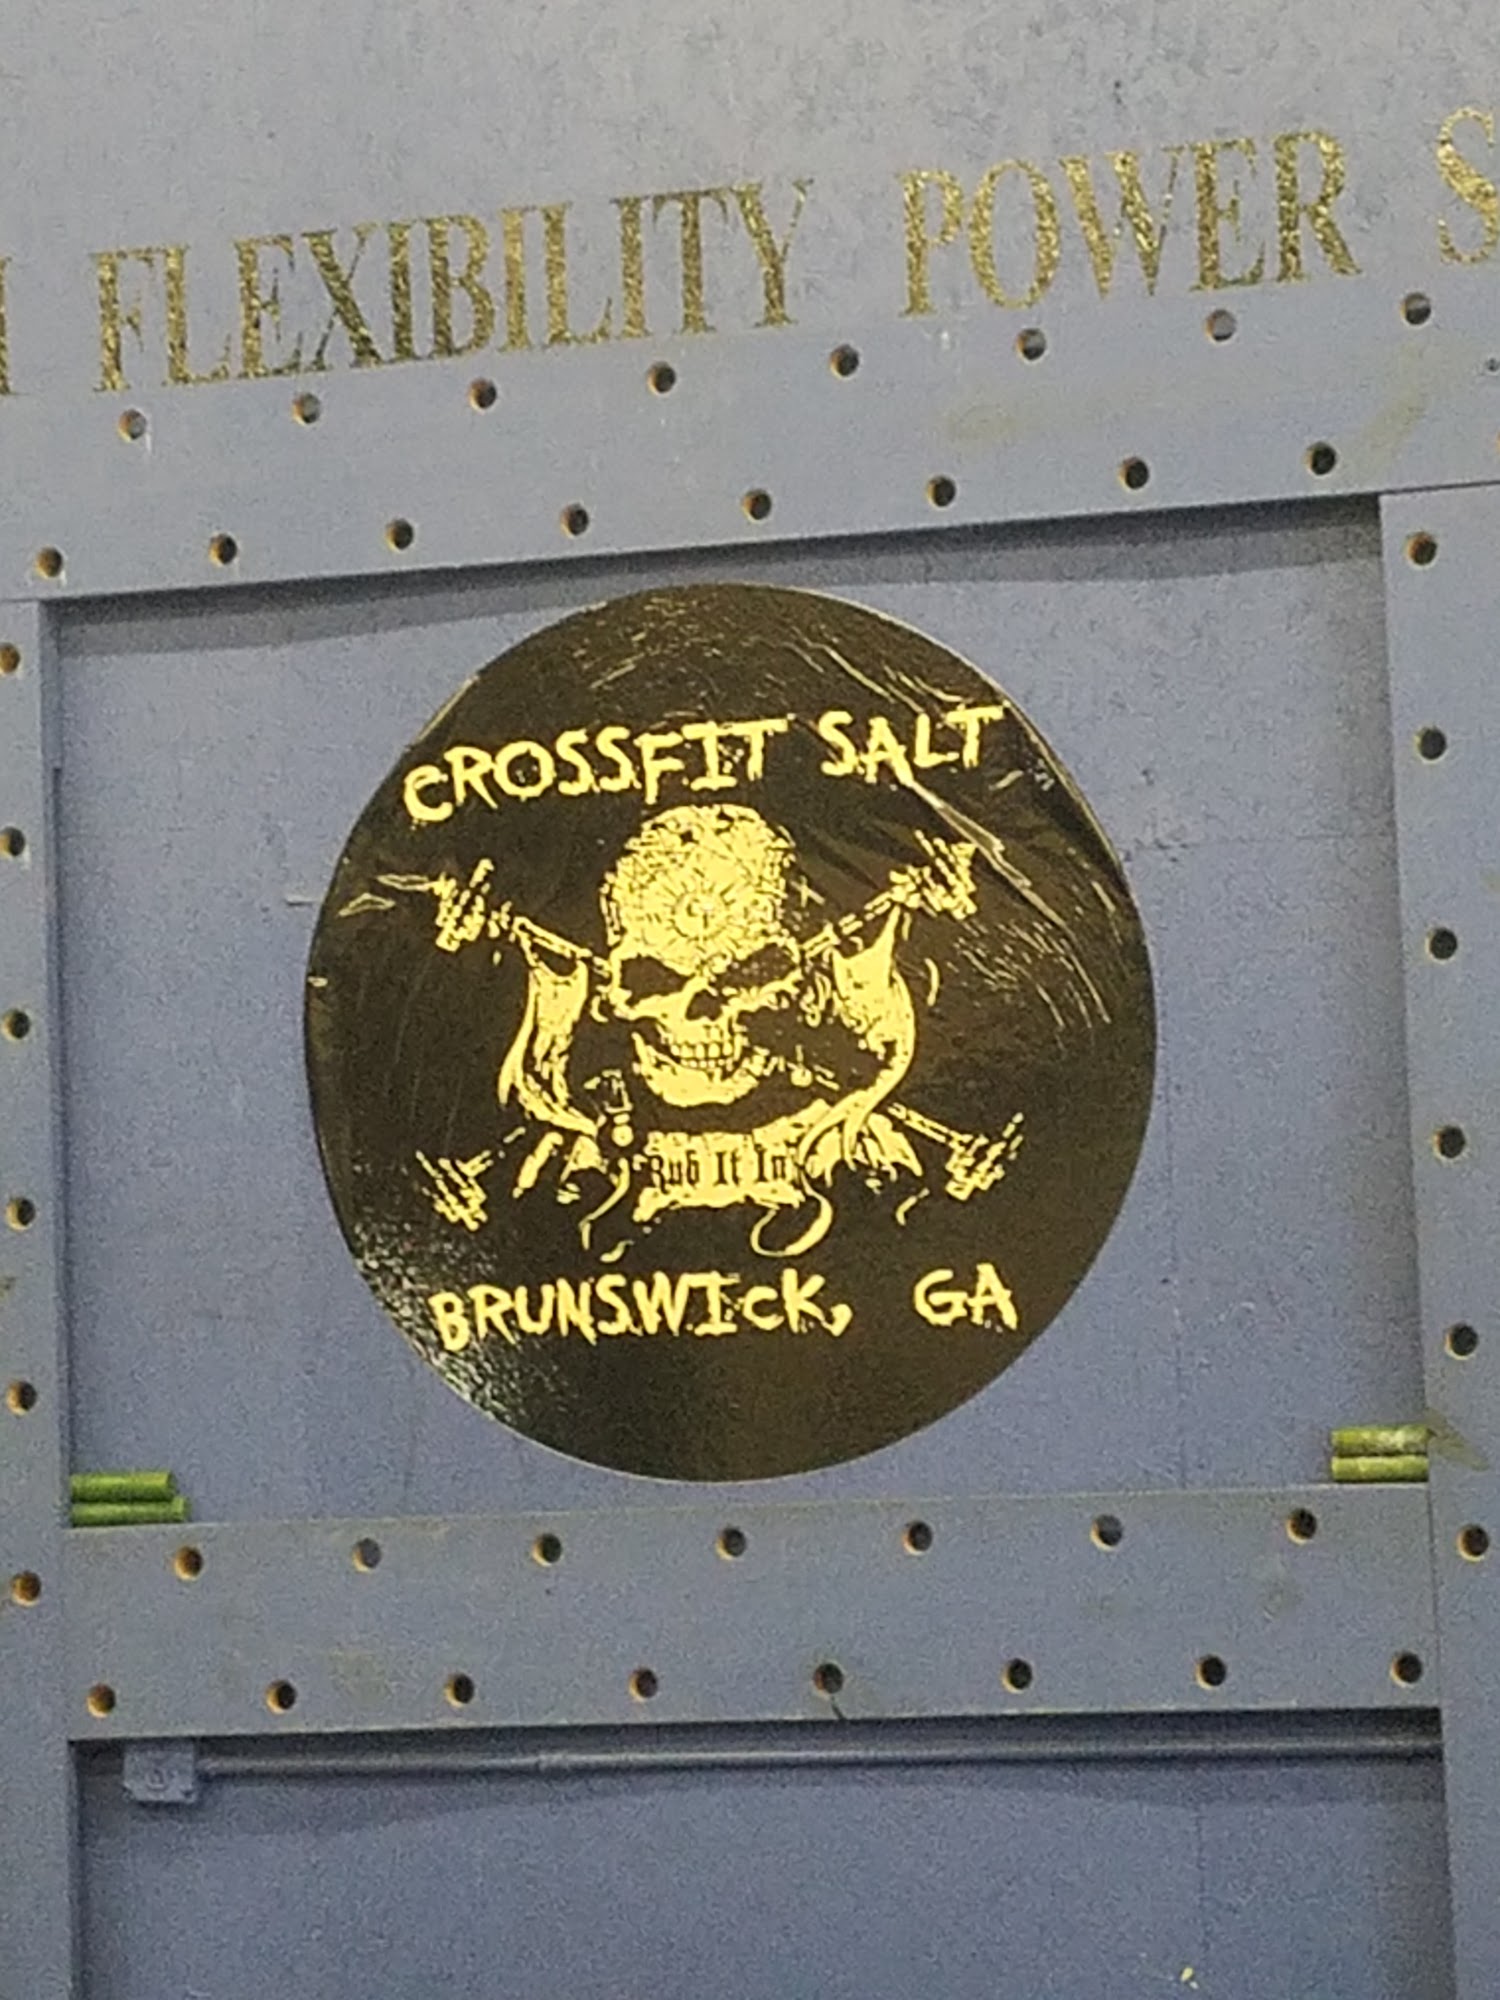 FLEXIBILITY POWER S
CROSSFIT SALT
Rub It In
BRUNSWICK, GA